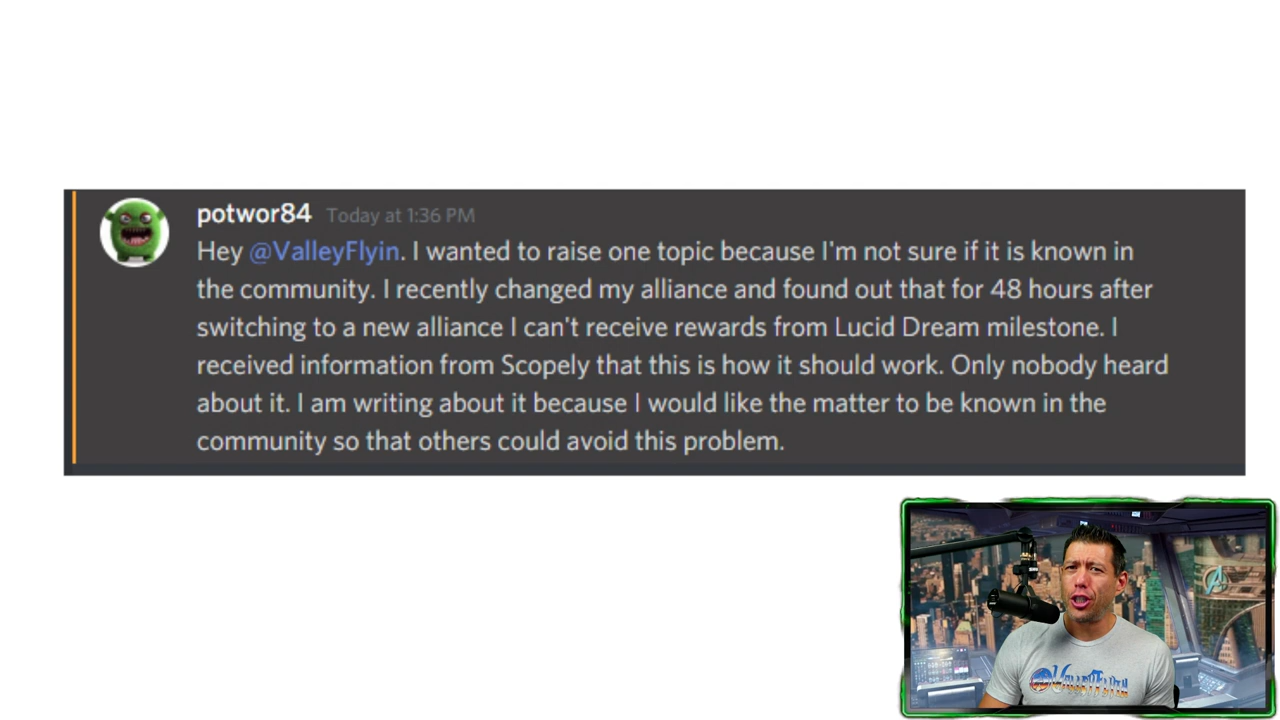 potwor84 Today at 1:36 PM
Hey @ValleyFlyin. I wanted to raise one topic because I'm not sure if it is known in
the community. I recently changed my alliance and found out that for 48 hours after
switching to a new alliance I can't receive rewards from Lucid Dream milestone. I
received information from Scopely that this is how it should work. Only nobody heard
about it. I am writing about it because I would like the matter to be known in the
community so that others could avoid this problem.
VALLEYFLYIN